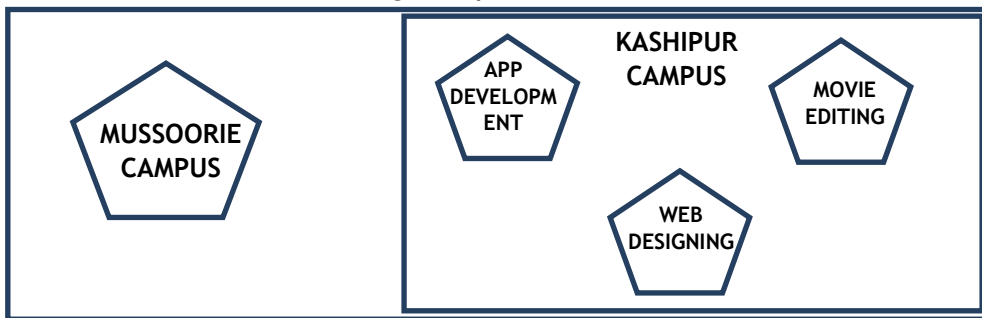 MUSSOORIE
CAMPUS
APP
DEVELOPM
ENT
KASHIPUR
CAMPUS
MOVIE
EDITING
WEB
DESIGNING